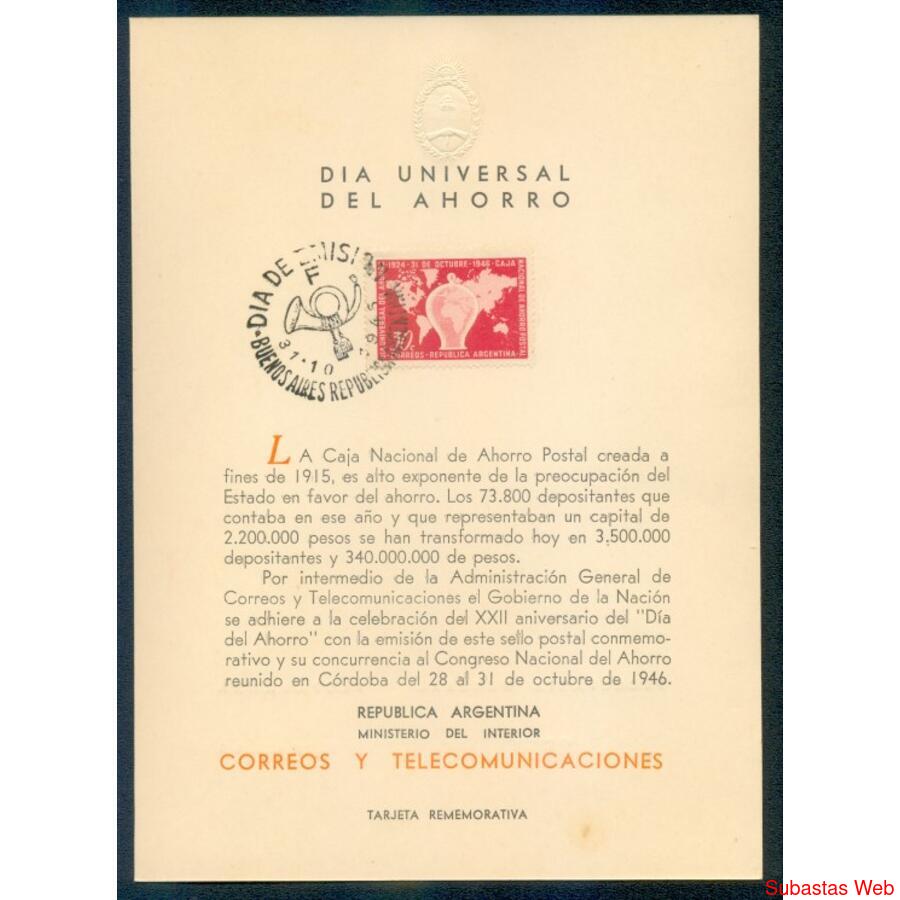 DIA UNIVERSAL
DEL AHORRO
DIA DE EMISION
F
31·10
BUENOS AIRES REPUBLICA
1924-31 DE OCTUBRE-1946-CAJA
NACIONAL DE AHORRO POSTAL
DIA UNIVERSAL DEL AHORRO
30c
CORREOS-REPUBLICA ARGENTINA-
LA Caja Nacional de Ahorro Postal creada a
fines de 1915, es alto exponente de la preocupación del
Estado en favor del ahorro. Los 73.800 depositantes que
contaba en ese año y que representaban un capital de
2.200.000 pesos se han transformado hoy en 3.500.000
depositantes y 340.000.000 de pesos.
Por intermedio de la Administración General de
Correos y Telecomunicaciones el Gobierno de la Nación
se adhiere a la celebración del XXII aniversario del "Día
del Ahorro" con la emisión de este sello postal conmemo-
rativo y su concurrencia al Congreso Nacional del Ahorro
reunido en Córdoba del 28 al 31 de octubre de 1946.
REPUBLICA ARGENTINA
MINISTERIO DEL INTERIOR
CORREOS Y TELECOMUNICACIONES
TARJETA REMEMORATIVA
Subastas Web